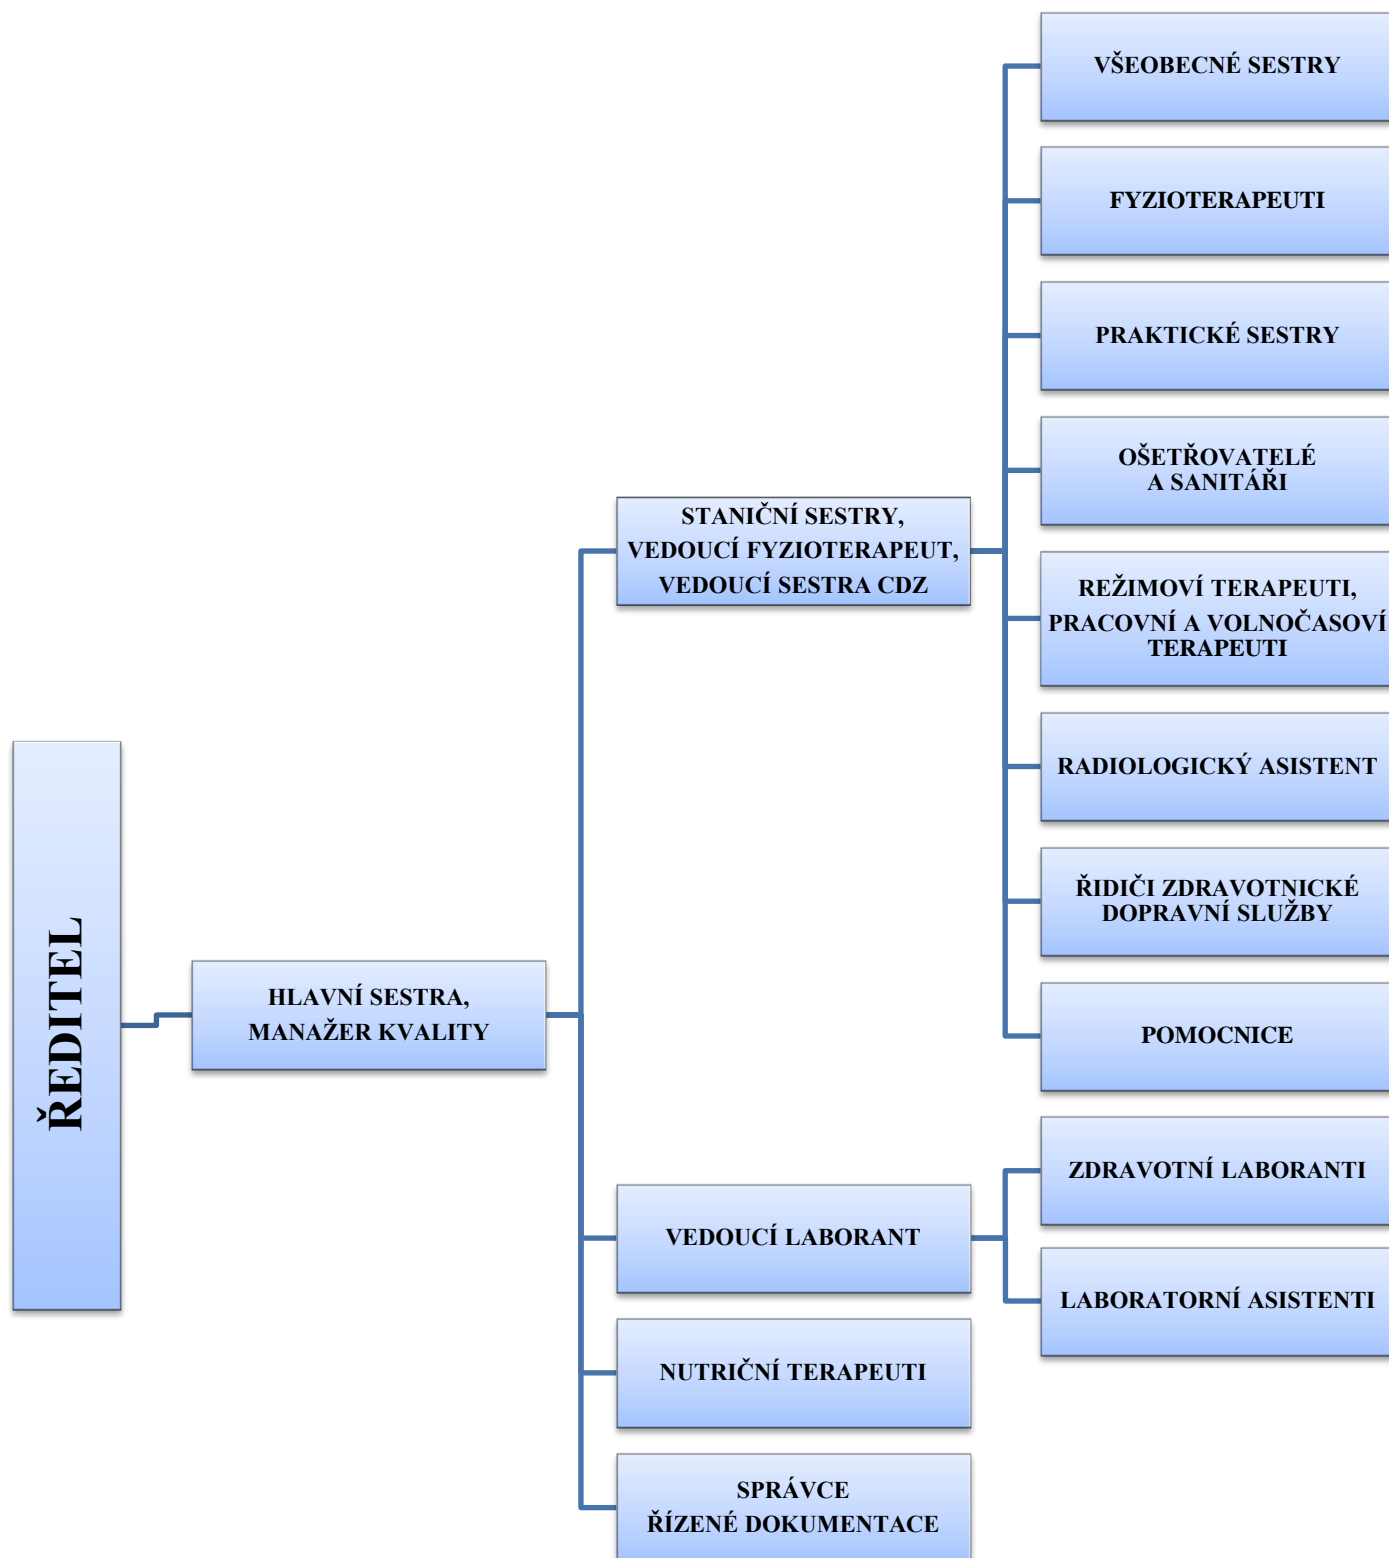 ŘEDITEL
HLAVNÍ SESTRA,
MANAŽER KVALITY
STANIČNÍ SESTRY,
VEDOUCÍ FYZIOTERAPEUT,
VEDOUCÍ SESTRA CDZ
VŠEOBECNÉ SESTRY
FYZIOTERAPEUTI
PRAKTICKÉ SESTRY
OŠETŘOVATELÉ
A SANITÁŘI
REŽIMOVÍ TERAPEUTI,
PRACOVNÍ A VOLNOČASOVÍ
TERAPEUTI
RADIOLOGICKÝ ASISTENT
ŘIDIČI ZDRAVOTNICKÉ
DOPRAVNÍ SLUŽBY
POMOCNICE
VEDOUCÍ LABORANT
ZDRAVOTNÍ LABORANTI
LABORATORNÍ ASISTENTI
NUTRIČNÍ TERAPEUTI
SPRÁVCE
ŘÍZENÉ DOKUMENTACE